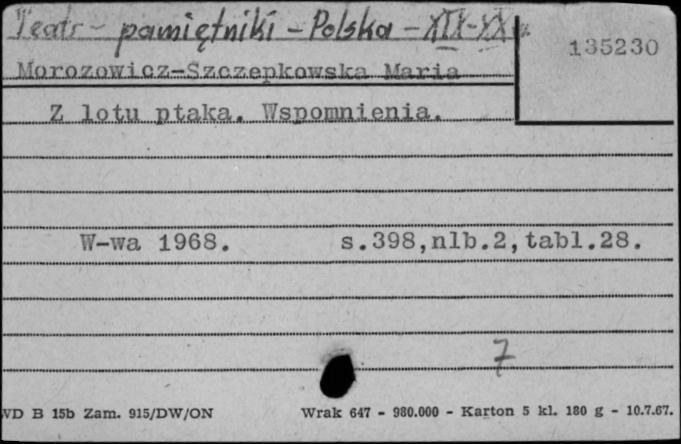 Teatr - pamiętniki - Polska - XIX-XX w.
135230
Morozowicz-Szczepkowska Maria
Z lotu ptaka. Wspomnienia.
W-wa 1968. s.398,nlb.2,tabl.28.
7
WD B 15b Zam. 915/DW/ON Wrak 647 - 980.000 - Karton 5 kl. 180 g - 10.7.67.